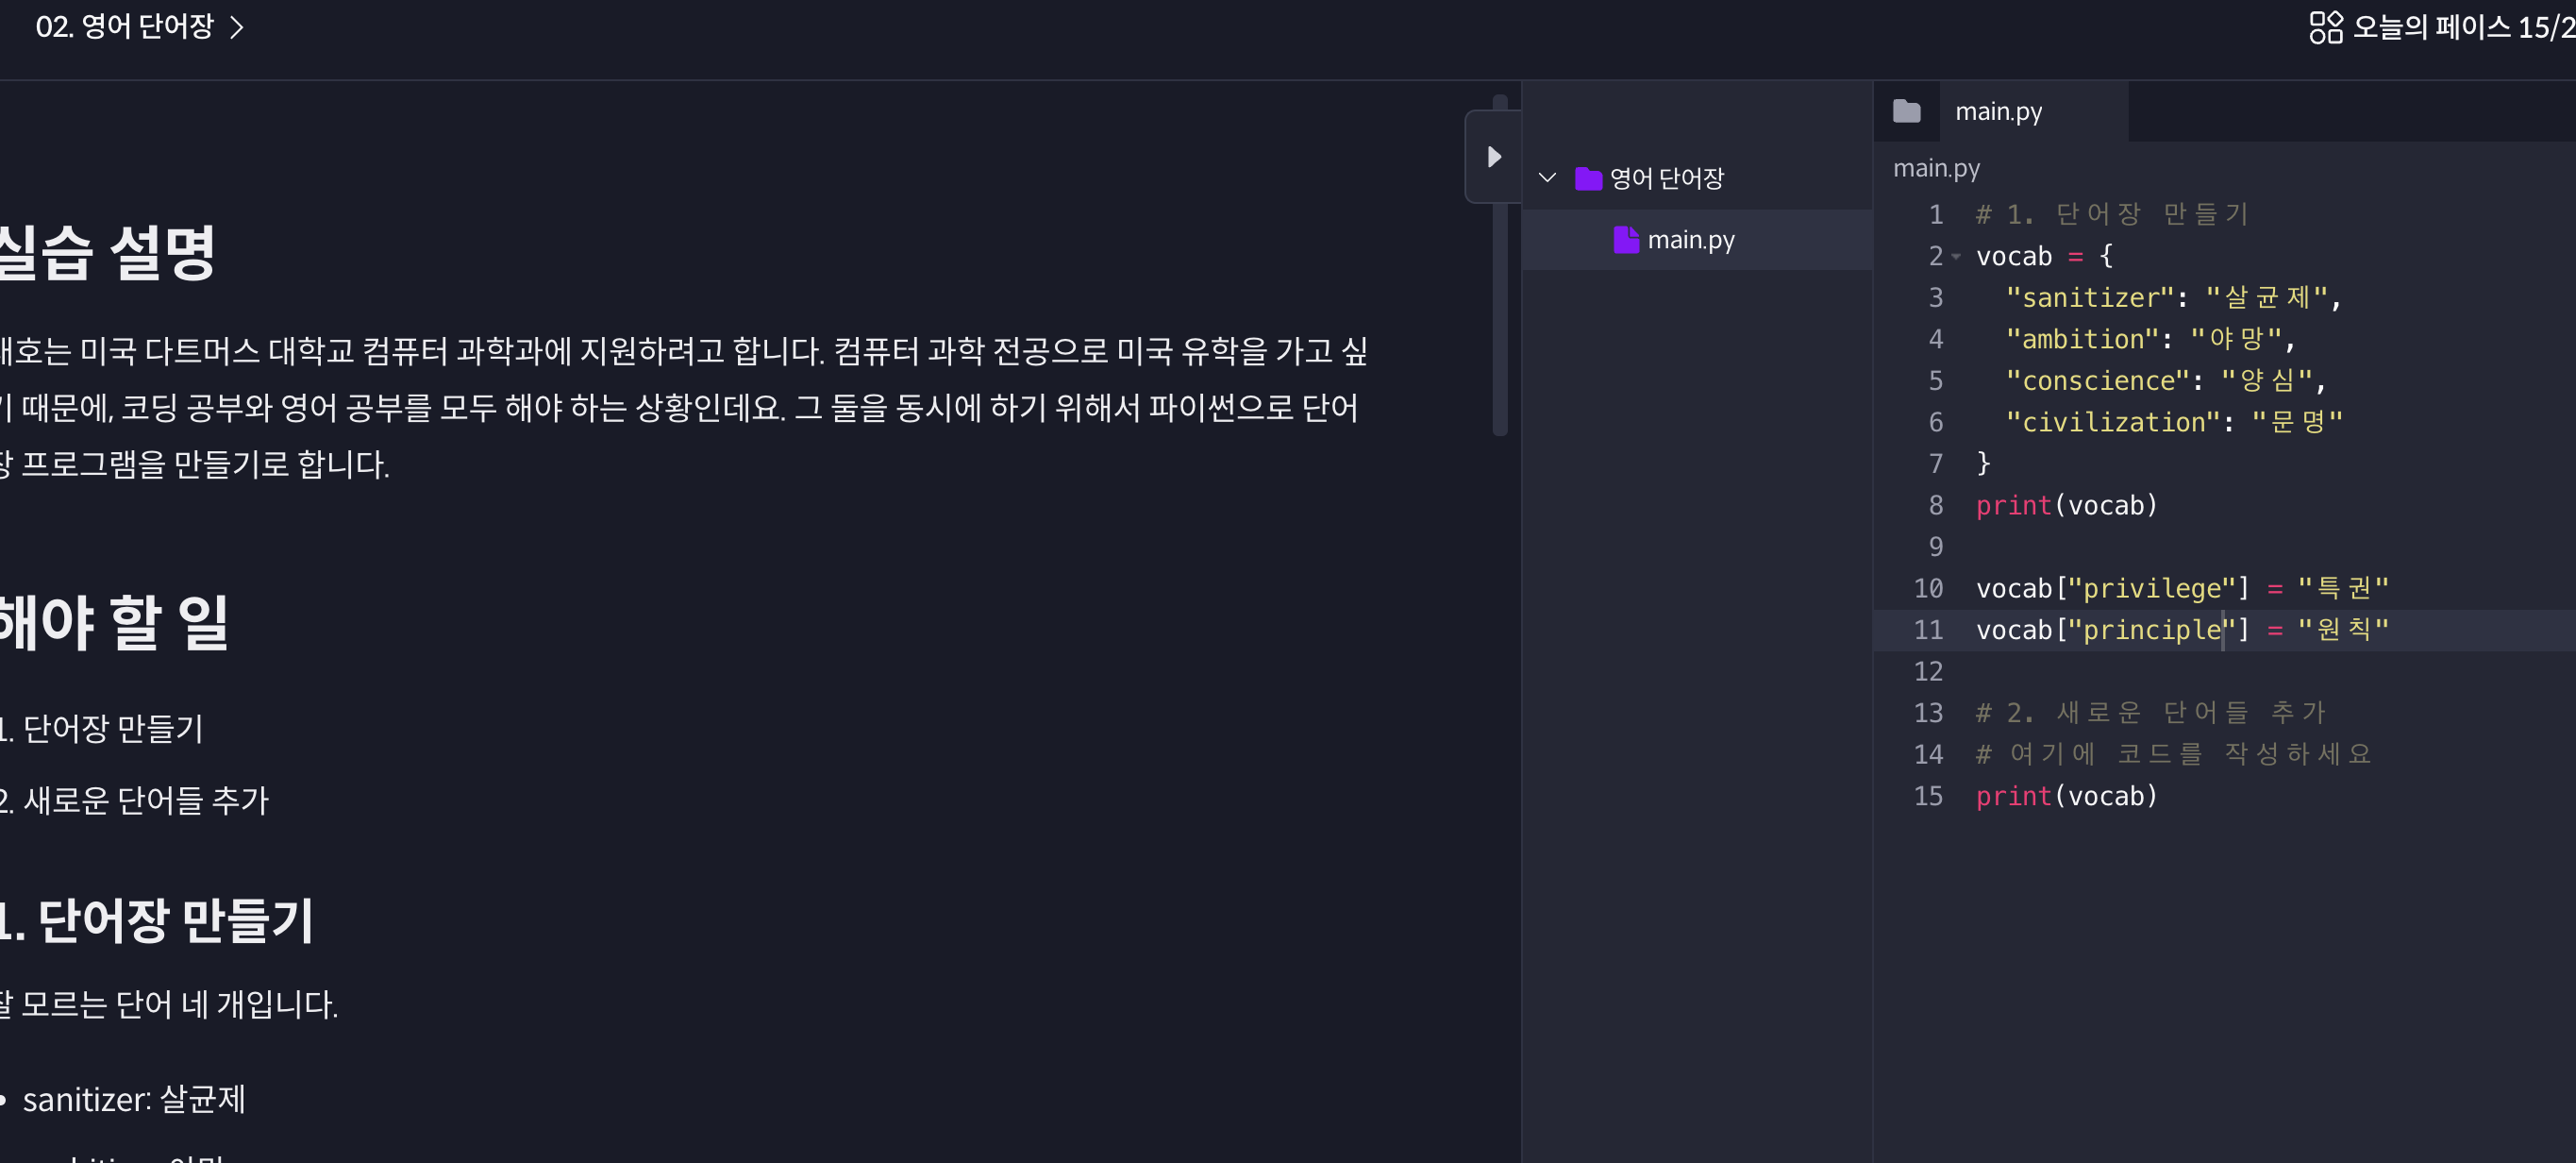 02. 영어 단어장
오늘의 페이스 15/2
실습 설명
재호는 미국 다트머스 대학교 컴퓨터 과학과에 지원하려고 합니다. 컴퓨터 과학 전공으로 미국 유학을 가고 싶
기 때문에, 코딩 공부와 영어 공부를 모두 해야 하는 상황인데요. 그 둘을 동시에 하기 위해서 파이썬으로 단어
장 프로그램을 만들기로 합니다.
해야 할 일
1. 단어장 만들기
2. 새로운 단어들 추가
1. 단어장 만들기
잘 모르는 단어 네 개입니다.
• sanitizer: 살균제
영어 단어장
main.py
main.py
main.py
1 # 1. 단어장 만들기
2 vocab = {
3 "sanitizer": "살균제",
4 "ambition": "야망",
5 "conscience": "양심",
6 "civilization": "문명"
7 }
8 print(vocab)
9
10 vocab["privilege"] = "특권"
11 vocab["principle"] = "원칙"
12
13 # 2. 새로운 단어들 추가
14 # 여기에 코드를 작성하세요
15 print(vocab)